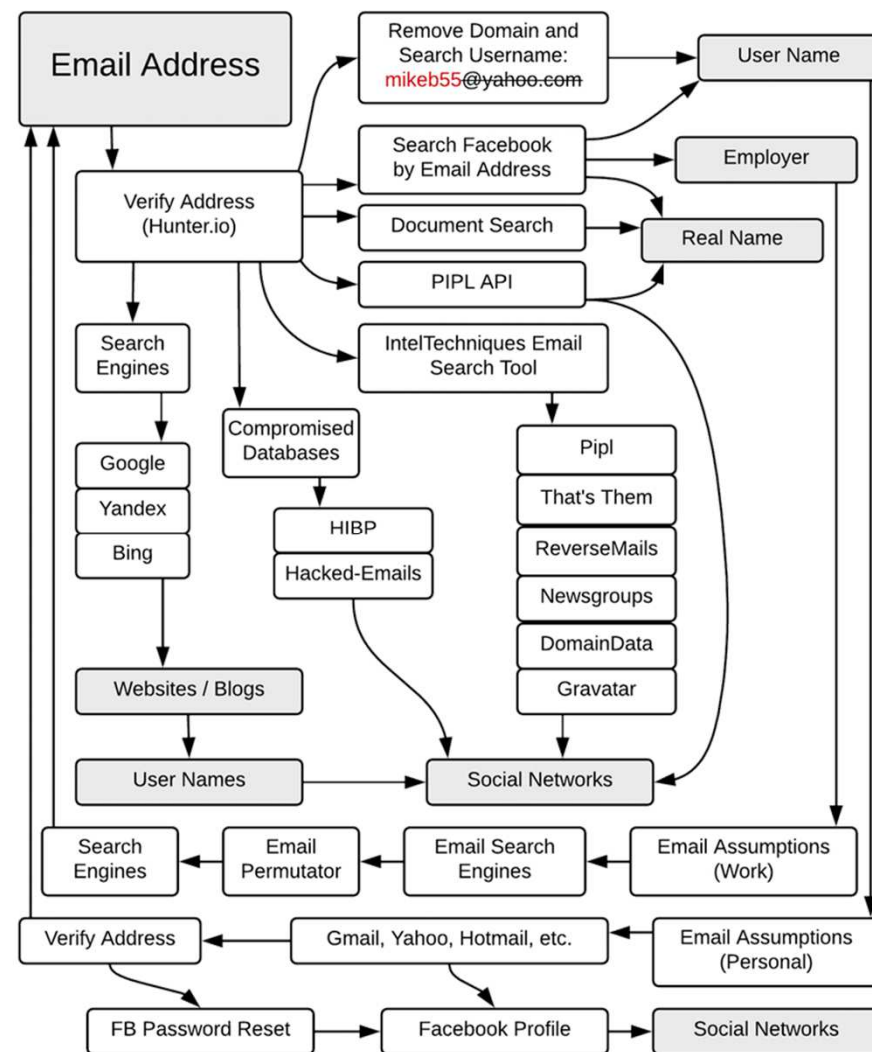 Email Address
Remove Domain and
Search Username:
mikeb55@yahoo.com
User Name
Search Facebook
by Email Address
Employer
Verify Address
(Hunter.io)
Document Search
Real Name
PIPL API
Search
Engines
IntelTechniques Email
Search Tool
Compromised
Databases
Google
Yandex
Bing
HIBP
Hacked-Emails
Pipl
That's Them
ReverseMails
Newsgroups
DomainData
Gravatar
Websites / Blogs
User Names
Social Networks
Search
Engines
Email
Permutator
Email Search
Engines
Email Assumptions
(Work)
Verify Address
Gmail, Yahoo, Hotmail, etc.
Email Assumptions
(Personal)
FB Password Reset
Facebook Profile
Social Networks